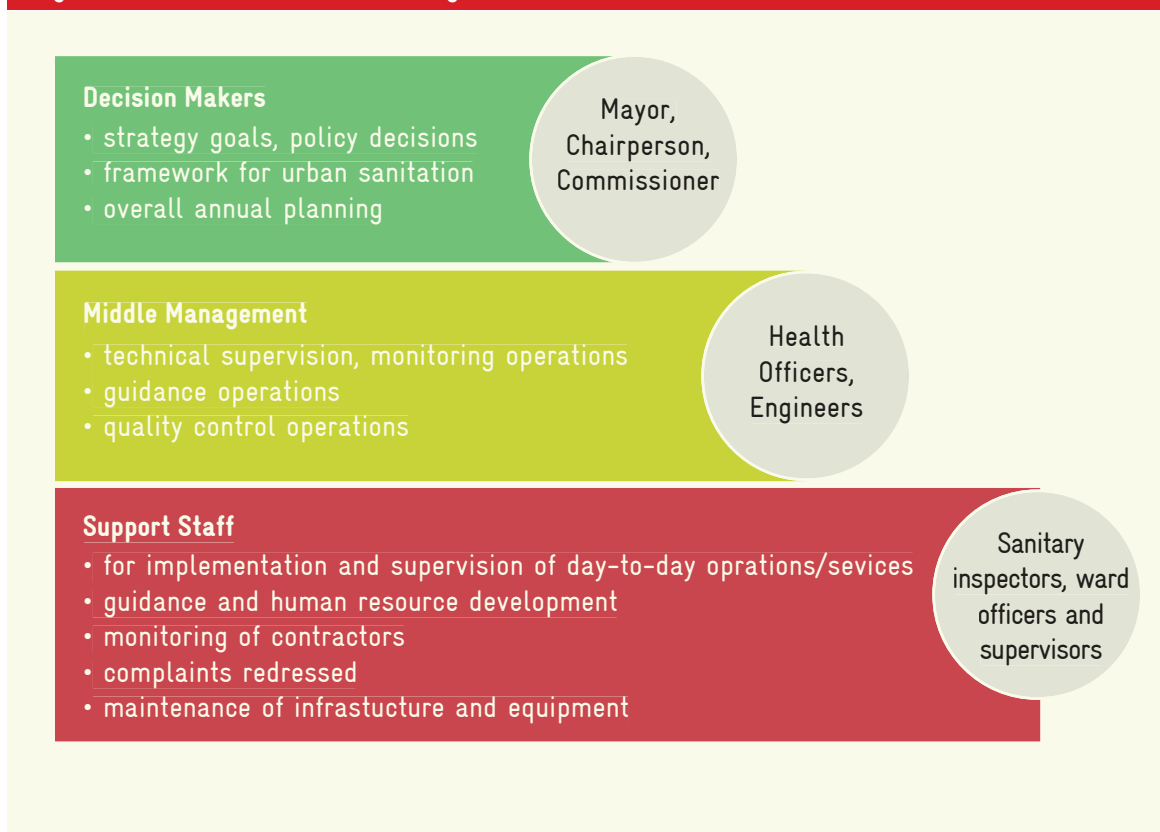 Decision Makers
• strategy goals, policy decisions
• framework for urban sanitation
• overall annual planning
Mayor,
Chairperson,
Commissioner
Middle Management
• technical supervision, monitoring operations
• guidance operations
• quality control operations
Health
Officers,
Engineers
Support Staff
• for implementation and supervision of day-to-day oprations/sevices
• guidance and human resource development
• monitoring of contractors
• complaints redressed
• maintenance of infrastucture and equipment
Sanitary
inspectors, ward
officers and
supervisors